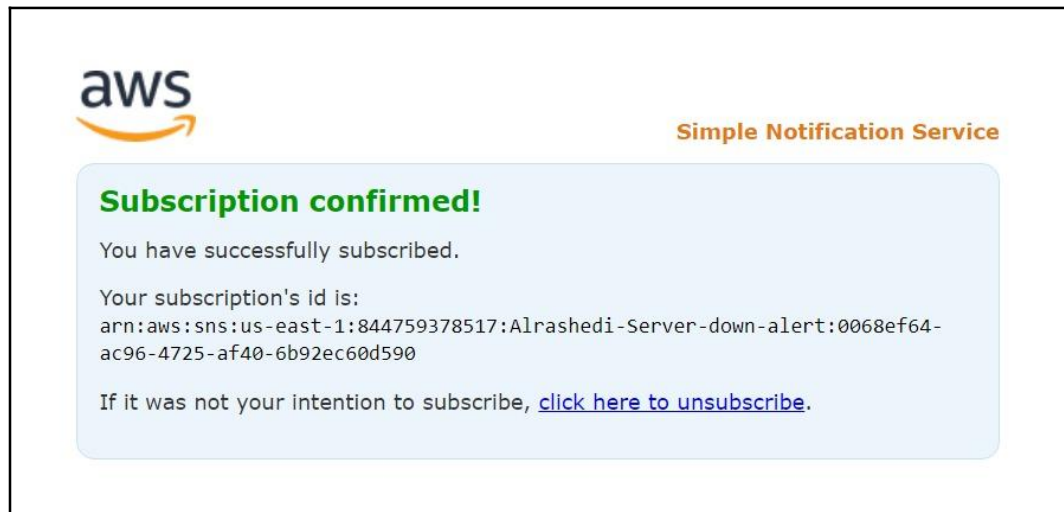 aws
Simple Notification Service
Subscription confirmed!
You have successfully subscribed.
Your subscription's id is:
arn:aws:sns:us-east-1:844759378517:Alrashedi-Server-down-alert:0068ef64-
ac96-4725-af40-6b92ec60d590
If it was not your intention to subscribe, click here to unsubscribe.